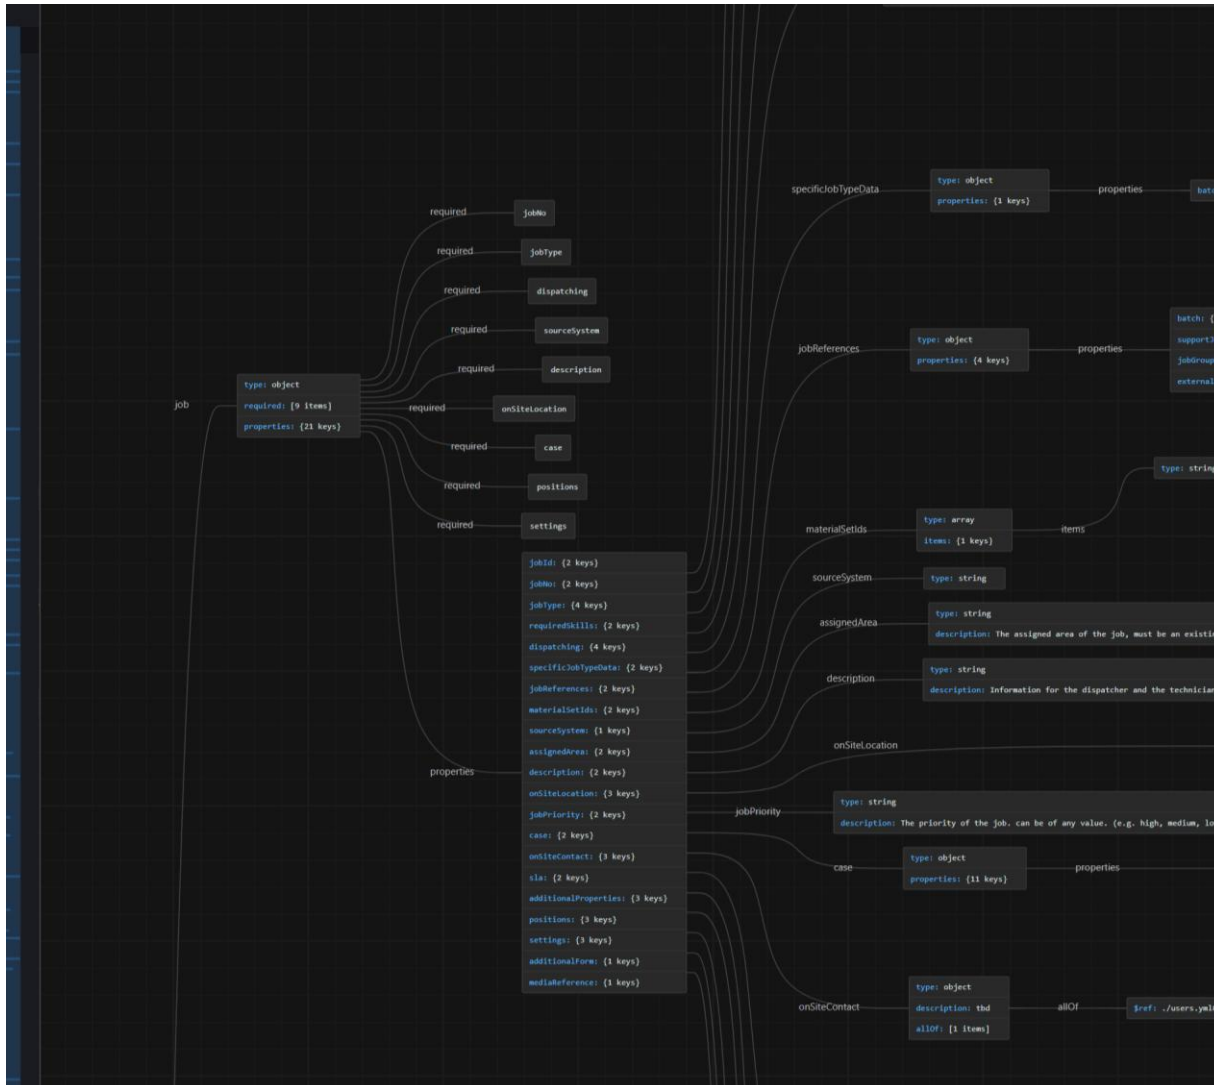 job
type: object
required: [9 items]
properties: {21 keys}
required
jobNo
required
jobType
required
dispatching
required
sourceSystem
required
description
required
onSiteLocation
required
case
required
positions
required
settings
properties
jobId: {2 keys}
jobNo: {2 keys}
jobType: {4 keys}
requiredSkills: {2 keys}
dispatching: {4 keys}
specificJobTypeData: {2 keys}
jobReferences: {2 keys}
materialSetIds: {2 keys}
sourceSystem: {1 keys}
assignedArea: {2 keys}
description: {2 keys}
onSiteLocation: {3 keys}
jobPriority: {2 keys}
case: {2 keys}
onSiteContact: {3 keys}
sla: {2 keys}
additionalProperties: {3 keys}
positions: {3 keys}
settings: {3 keys}
additionalForm: {1 keys}
mediaReference: {1 keys}
specificJobTypeData
type: object
properties: {1 keys}
properties
batc
jobReferences
type: object
properties: {4 keys}
properties
batch: {
supportJ
jobGroup
external
materialSetIds
type: array
items: {1 keys}
items
type: string
sourceSystem
type: string
assignedArea
type: string
description: The assigned area of the job, must be an existi
description
type: string
description: Information for the dispatcher and the technician
onSiteLocation
jobPriority
type: string
description: The priority of the job. can be of any value. (e.g. high, medium, lo
case
type: object
properties: {11 keys}
properties
onSiteContact
type: object
description: tbd
allOf: [1 items]
allOf
$ref: ./users.yml